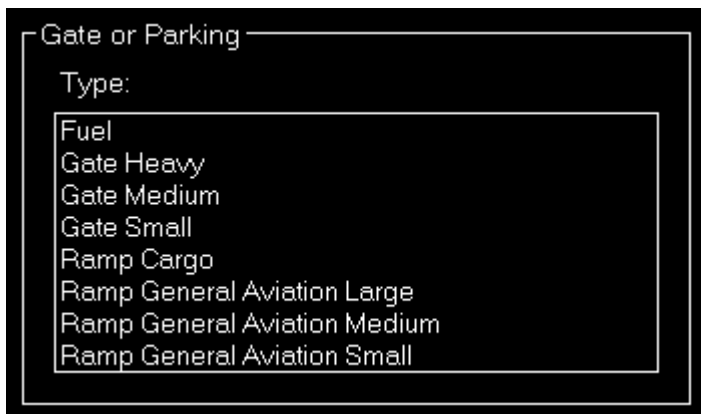 Gate or Parking
Type:
Fuel
Gate Heavy
Gate Medium
Gate Small
Ramp Cargo
Ramp General Aviation Large
Ramp General Aviation Medium
Ramp General Aviation Small